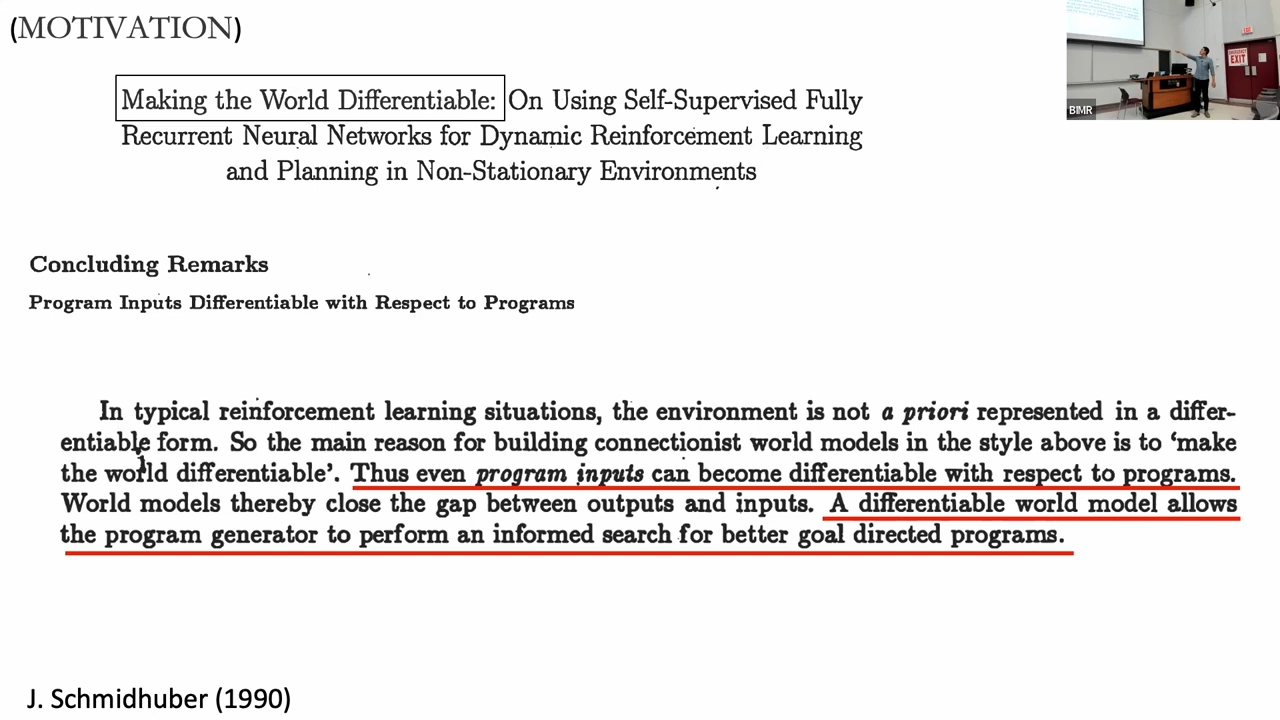 (MOTIVATION)
Making the World Differentiable: On Using Self-Supervised Fully
Recurrent Neural Networks for Dynamic Reinforcement Learning
and Planning in Non-Stationary Environments
Concluding Remarks
Program Inputs Differentiable with Respect to Programs
In typical reinforcement learning situations, the environment is not a priori represented in a differ-
entiable form. So the main reason for building connectionist world models in the style above is to ‘make
the world differentiable’. Thus even program inputs can become differentiable with respect to programs.
World models thereby close the gap between outputs and inputs. A differentiable world model allows
the program generator to perform an informed search for better goal directed programs.
J. Schmidhuber (1990)
BIMR
EXIT